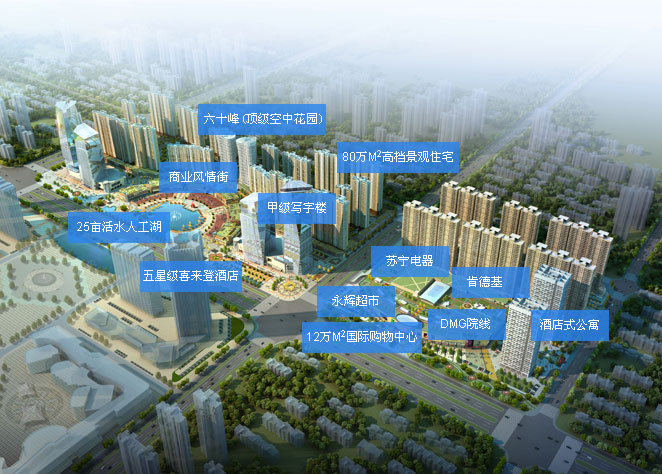 六十峰(顶级空中花园)
80万M²高档景观住宅
商业风情街
甲级写字楼
25亩活水人工湖
苏宁电器
五星级喜来登酒店
肯德基
永辉超市
DMG院线
酒店式公寓
12万M²国际购物中心